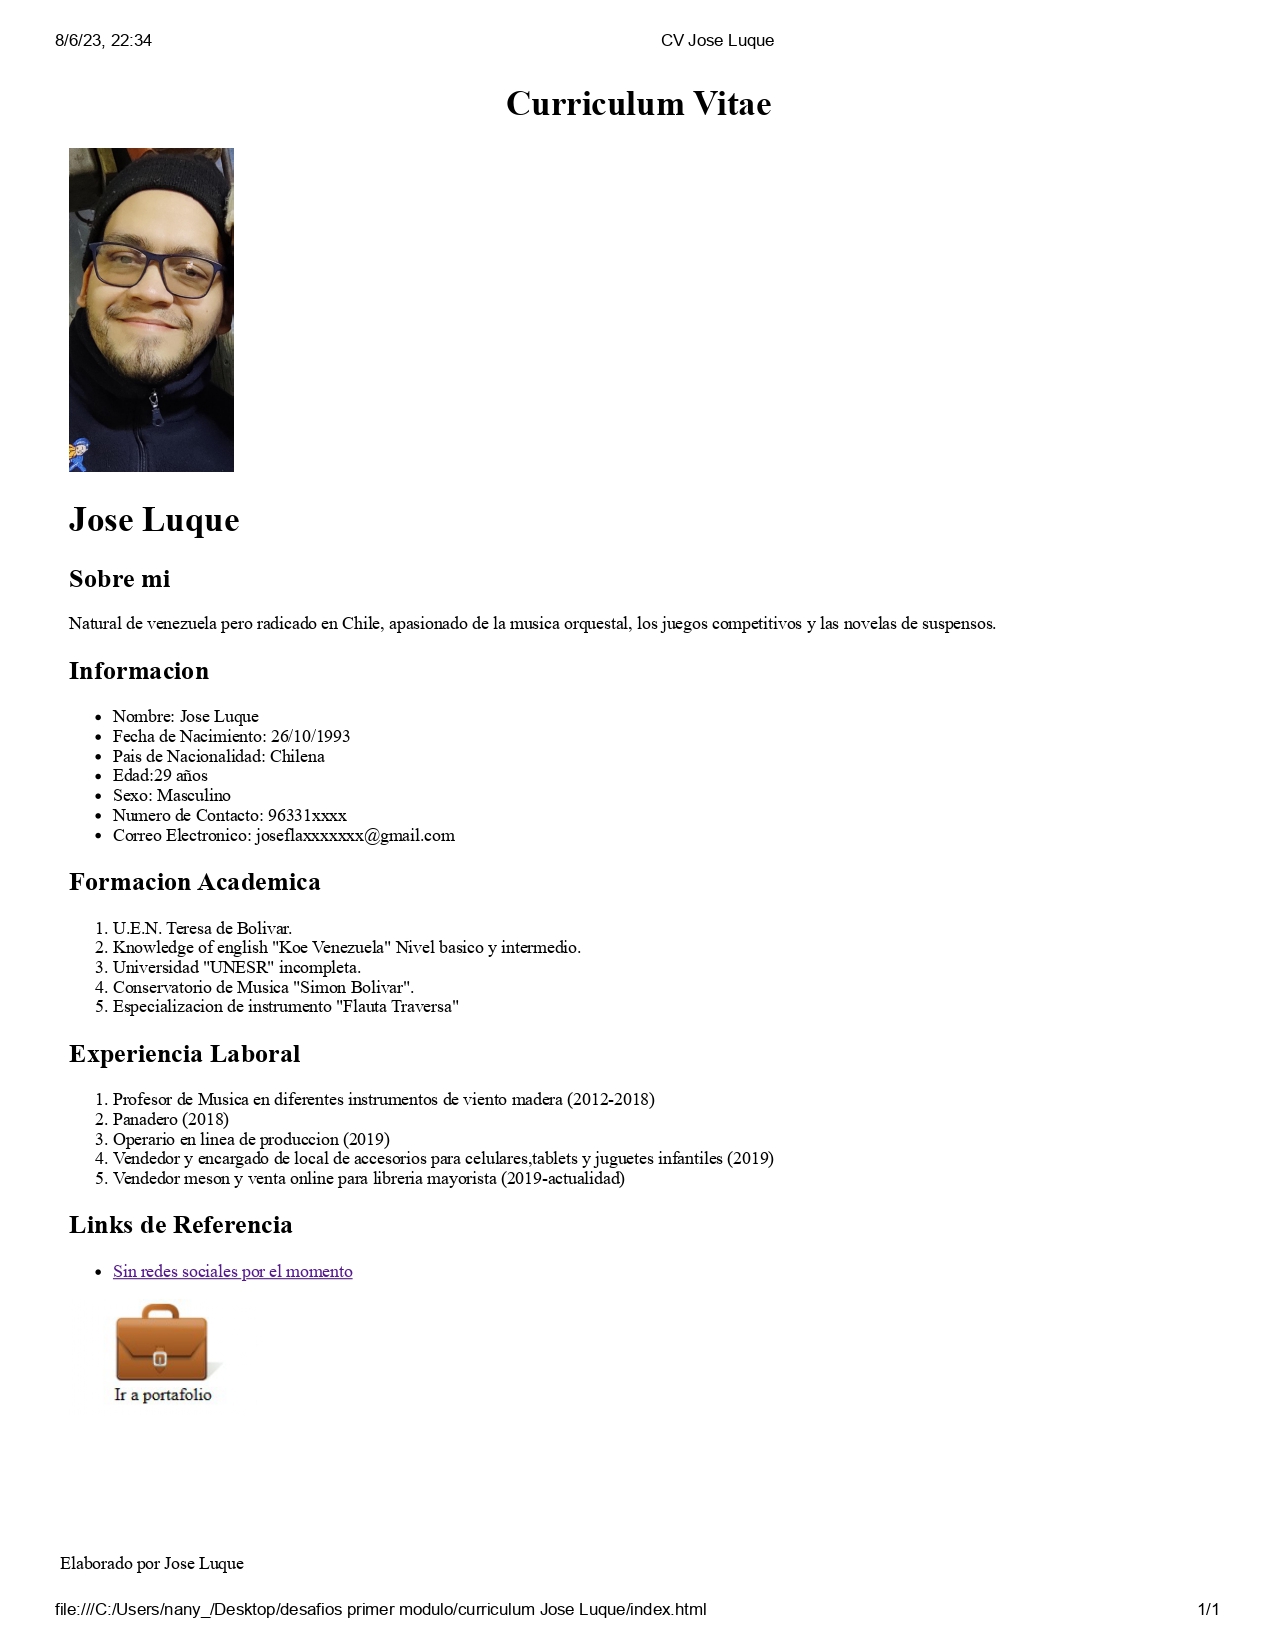 8/6/23, 22:34 CV Jose Luque
Curriculum Vitae
Jose Luque
Sobre mi
Natural de venezuela pero radicado en Chile, apasionado de la musica orquestal, los juegos competitivos y las novelas de suspensos.
Informacion
• Nombre: Jose Luque
• Fecha de Nacimiento: 26/10/1993
• Pais de Nacionalidad: Chilena
• Edad:29 años
• Sexo: Masculino
• Numero de Contacto: 96331xxxx
• Correo Electronico: joseflaxxxxxxx@gmail.com
Formacion Academica
1. U.E.N. Teresa de Bolivar.
2. Knowledge of english "Koe Venezuela" Nivel basico y intermedio.
3. Universidad "UNESR" incompleta.
4. Conservatorio de Musica "Simon Bolivar".
5. Especializacion de instrumento "Flauta Traversa"
Experiencia Laboral
1. Profesor de Musica en diferentes instrumentos de viento madera (2012-2018)
2. Panadero (2018)
3. Operario en linea de produccion (2019)
4. Vendedor y encargado de local de accesorios para celulares,tablets y juguetes infantiles (2019)
5. Vendedor meson y venta online para libreria mayorista (2019-actualidad)
Links de Referencia
• Sin redes sociales por el momento
Ir a portafolio
Elaborado por Jose Luque
file:///C:/Users/nany_/Desktop/desafios primer modulo/curriculum Jose Luque/index.html 1/1